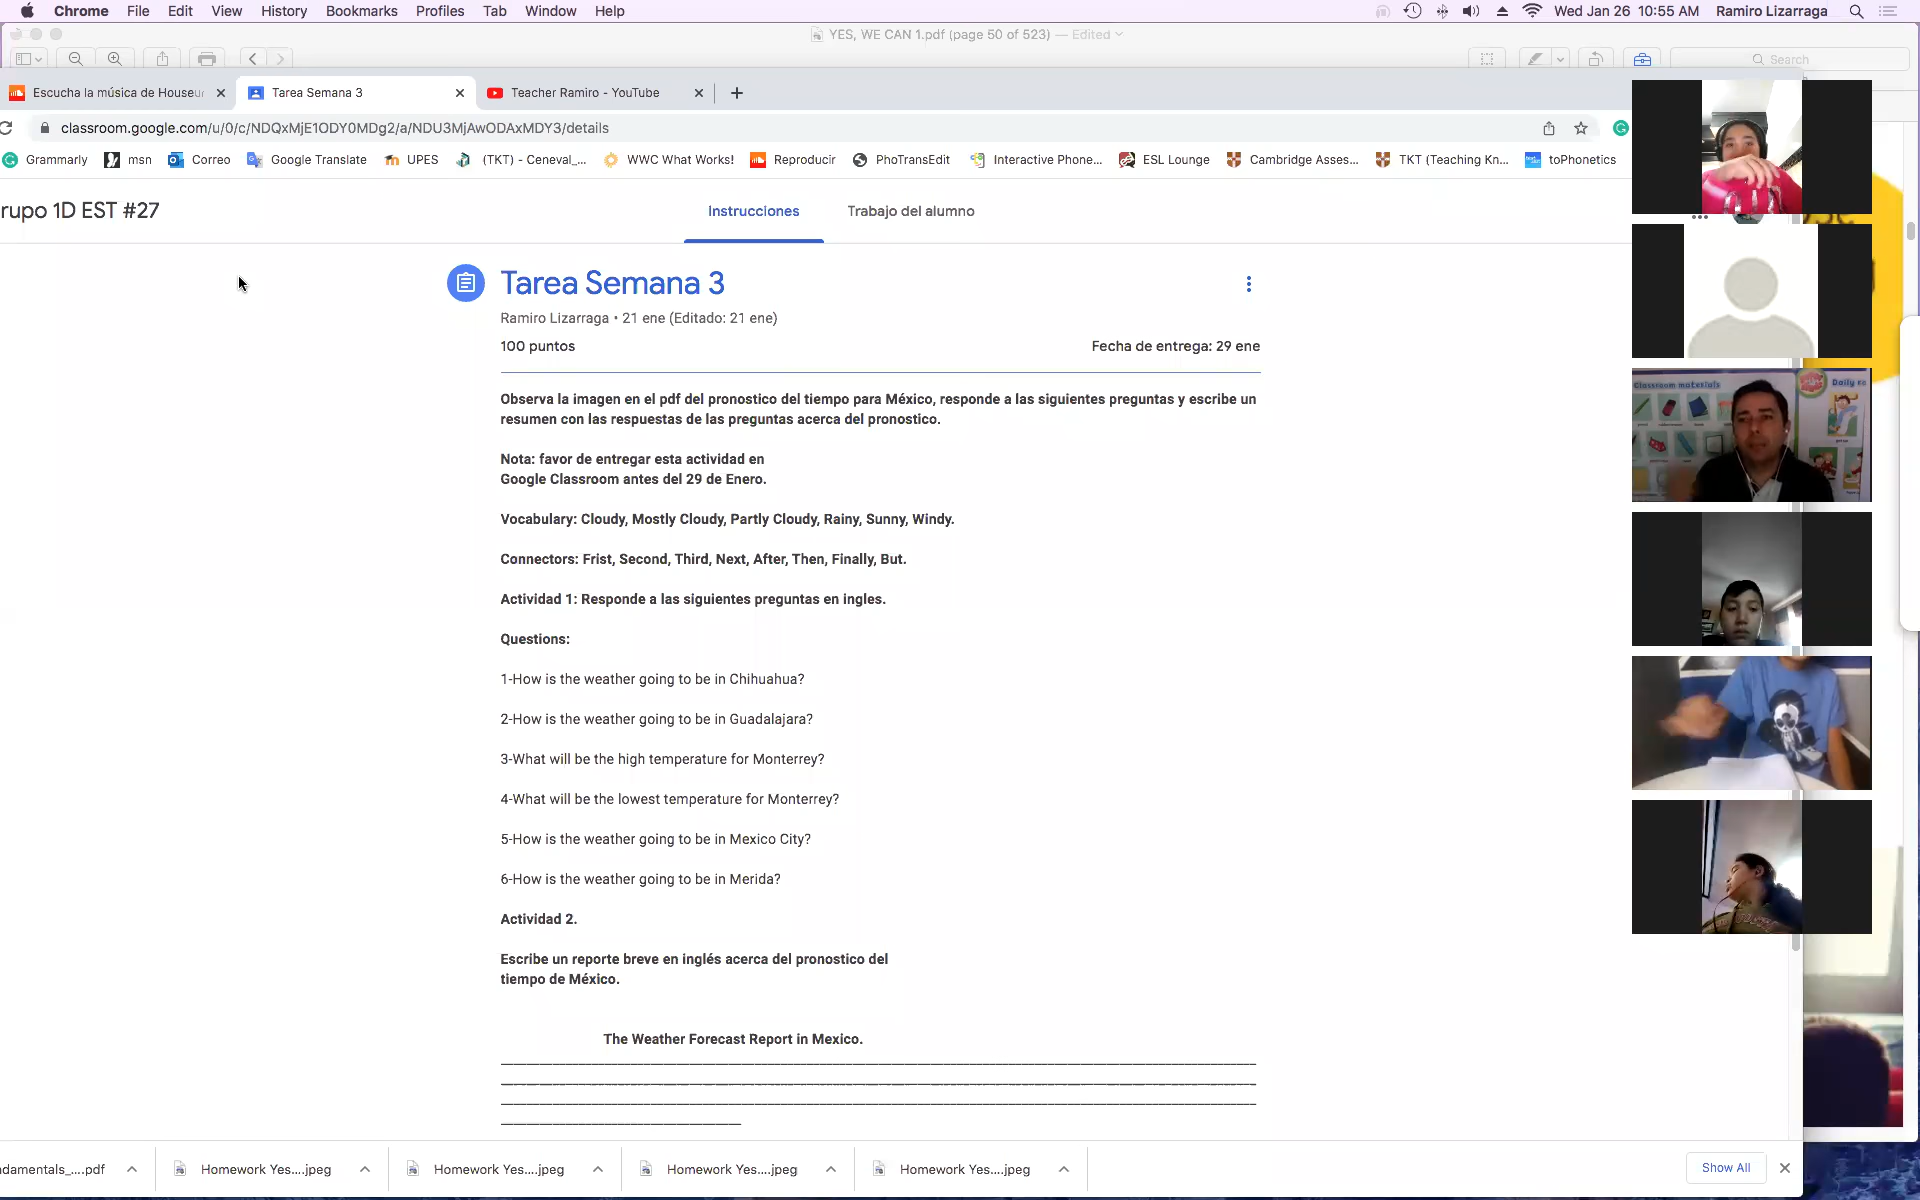 Chrome File Edit View History Bookmarks Profiles Tab Window Help Wed Jan 26 10:55 AM Ramiro Lizarraga
YES, WE CAN 1.pdf (page 50 of 523) — Edited
Search
Escucha la música de Houseu Tarea Semana 3 Teacher Ramiro - YouTube
classroom.google.com/u/0/c/NDQxMjE1ODY0MDg2/a/NDU3MjAwODAxMDY3/details
Grammarly msn Correo Google Translate UPES (TKT) - Ceneval_... WWC What Works! Reproducir PhoTransEdit Interactive Phone... ESL Lounge Cambridge Asses... TKT (Teaching Kn... toPhonetics
rupo 1D EST #27
Instrucciones Trabajo del alumno
Tarea Semana 3
Ramiro Lizarraga • 21 ene (Editado: 21 ene)
100 puntos Fecha de entrega: 29 ene
Observa la imagen en el pdf del pronostico del tiempo para México, responde a las siguientes preguntas y escribe un
resumen con las respuestas de las preguntas acerca del pronostico.
Nota: favor de entregar esta actividad en
Google Classroom antes del 29 de Enero.
Vocabulary: Cloudy, Mostly Cloudy, Partly Cloudy, Rainy, Sunny, Windy.
Connectors: Frist, Second, Third, Next, After, Then, Finally, But.
Actividad 1: Responde a las siguientes preguntas en ingles.
Questions:
1-How is the weather going to be in Chihuahua?
2-How is the weather going to be in Guadalajara?
3-What will be the high temperature for Monterrey?
4-What will be the lowest temperature for Monterrey?
5-How is the weather going to be in Mexico City?
6-How is the weather going to be in Merida?
Actividad 2.
Escribe un reporte breve en inglés acerca del pronostico del
tiempo de México.
The Weather Forecast Report in Mexico.
Classroom materials Daily
damentals_....pdf Homework Yes....jpeg Homework Yes....jpeg Homework Yes....jpeg Homework Yes....jpeg Show All